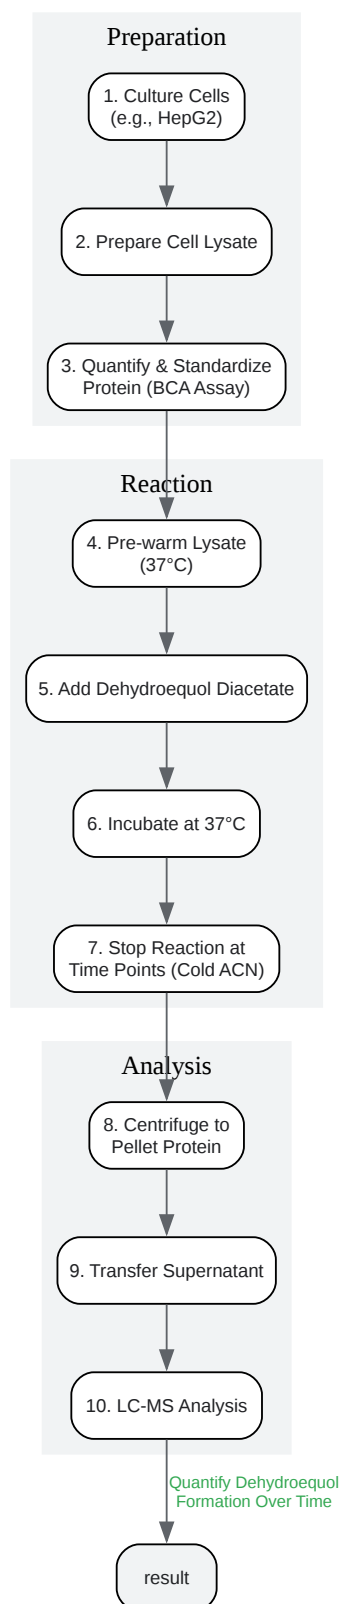 Preparation
1. Culture Cells
(e.g., HepG2)
2. Prepare Cell Lysate
3. Quantify & Standardize
Protein (BCA Assay)
Reaction
4. Pre-warm Lysate
(37°C)
5. Add Dehydroequol Diacetate
6. Incubate at 37°C
7. Stop Reaction at
Time Points (Cold ACN)
Analysis
8. Centrifuge to
Pellet Protein
9. Transfer Supernatant
10. LC-MS Analysis
Quantify Dehydroequol
Formation Over Time
result